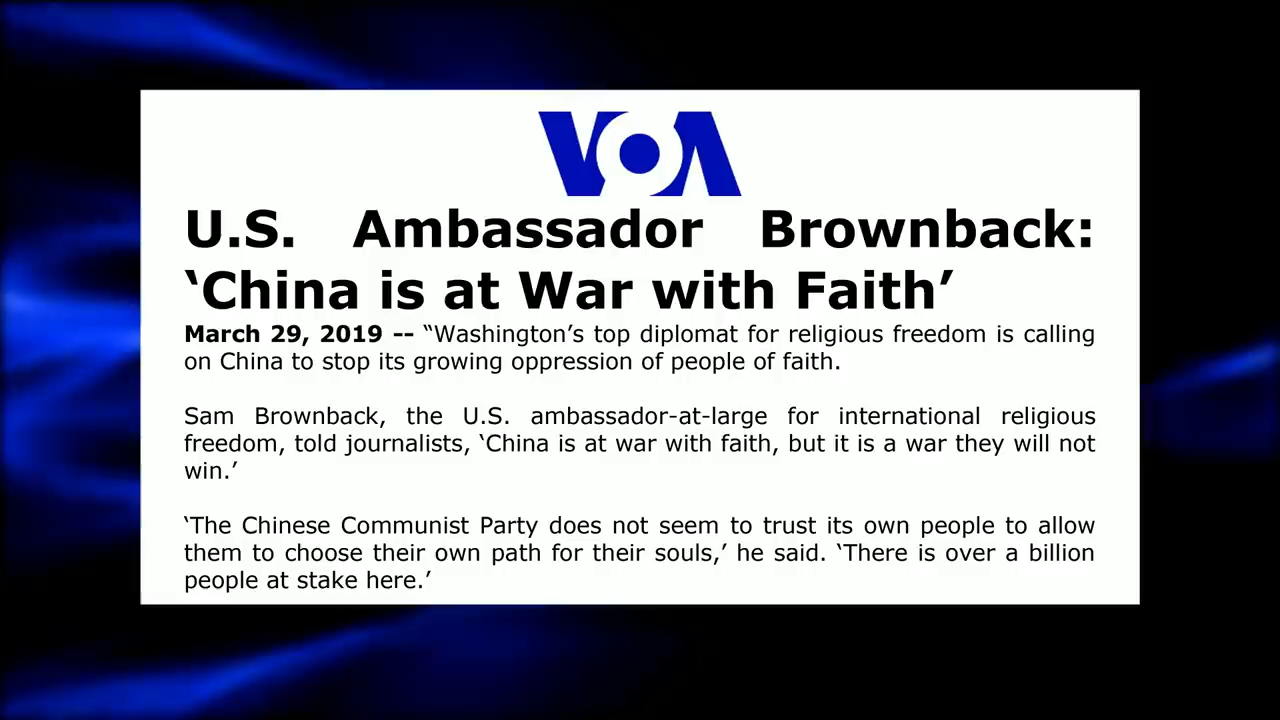 VOA
U.S. Ambassador Brownback:
‘China is at War with Faith’
March 29, 2019 -- “Washington’s top diplomat for religious freedom is calling
on China to stop its growing oppression of people of faith.
Sam Brownback, the U.S. ambassador-at-large for international religious
freedom, told journalists, ‘China is at war with faith, but it is a war they will not
win.’
‘The Chinese Communist Party does not seem to trust its own people to allow
them to choose their own path for their souls,’ he said. ‘There is over a billion
people at stake here.’